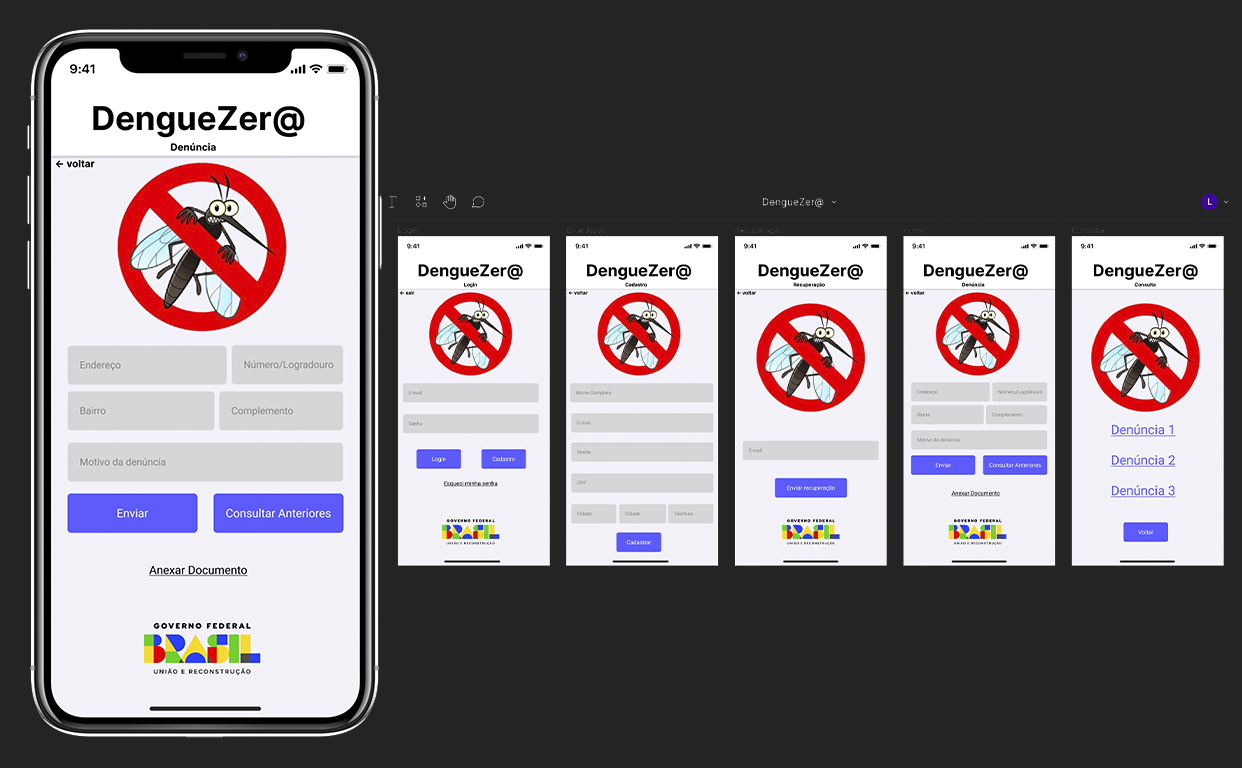 9:41
DengueZer@
Denúncia
← voltar
Endereço
Número/Logradouro
Bairro
Complemento
Motivo da denúncia
Enviar
Consultar Anteriores
Anexar Documento
GOVERNO FEDERAL
BRASIL
UNIÃO E RECONSTRUÇÃO
DengueZer@
L
Login
9:41
DengueZer@
Login
← sair
E-mail
Senha
Login
Cadastro
Esqueci minha senha
GOVERNO FEDERAL
BRASIL
UNIÃO E RECONSTRUÇÃO
Criar Novo
9:41
DengueZer@
Cadastro
← voltar
Nome Completo
E-mail
Senha
CPF
Estado
Cidade
Telefone
Cadastrar
Recuperação
9:41
DengueZer@
Recuperação
← voltar
E-mail
Enviar recuperação
GOVERNO FEDERAL
BRASIL
UNIÃO E RECONSTRUÇÃO
9:41
DengueZer@
Denúncia
← voltar
Endereço
Número/Logradouro
Bairro
Complemento
Motivo da denúncia
Enviar
Consultar Anteriores
Anexar Documento
GOVERNO FEDERAL
BRASIL
UNIÃO E RECONSTRUÇÃO
Consulta
9:41
DengueZer@
Consulta
Denúncia 1
Denúncia 2
Denúncia 3
Voltar